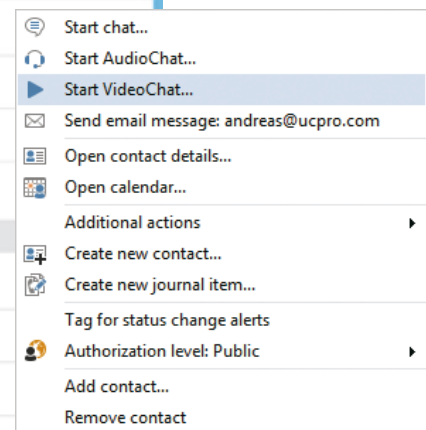 Start chat...
Start AudioChat...
Start VideoChat...
Send email message: andreas@ucpro.com
Open contact details...
Open calendar...
Additional actions
Create new contact...
Create new journal item...
Tag for status change alerts
Authorization level: Public
Add contact...
Remove contact